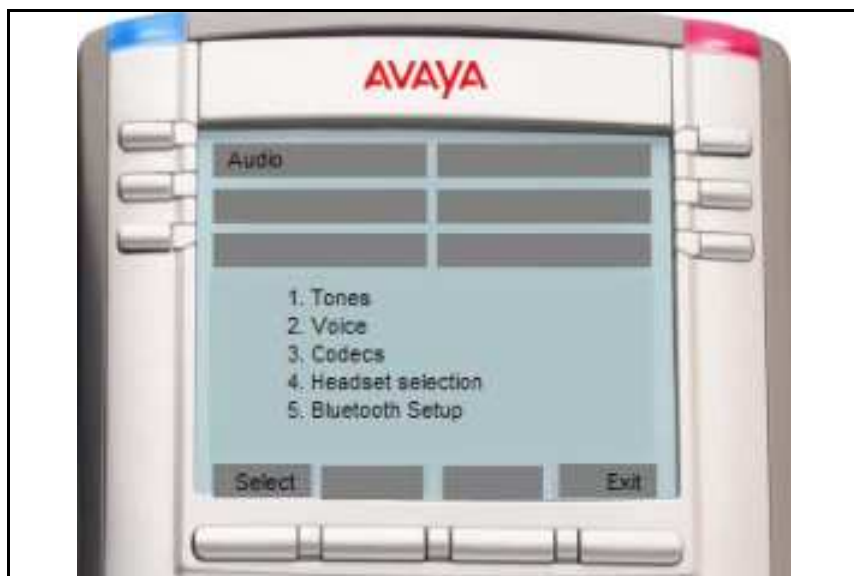 AVAYA
Audio
1. Tones
2. Voice
3. Codecs
4. Headset selection
5. Bluetooth Setup
Select Exit